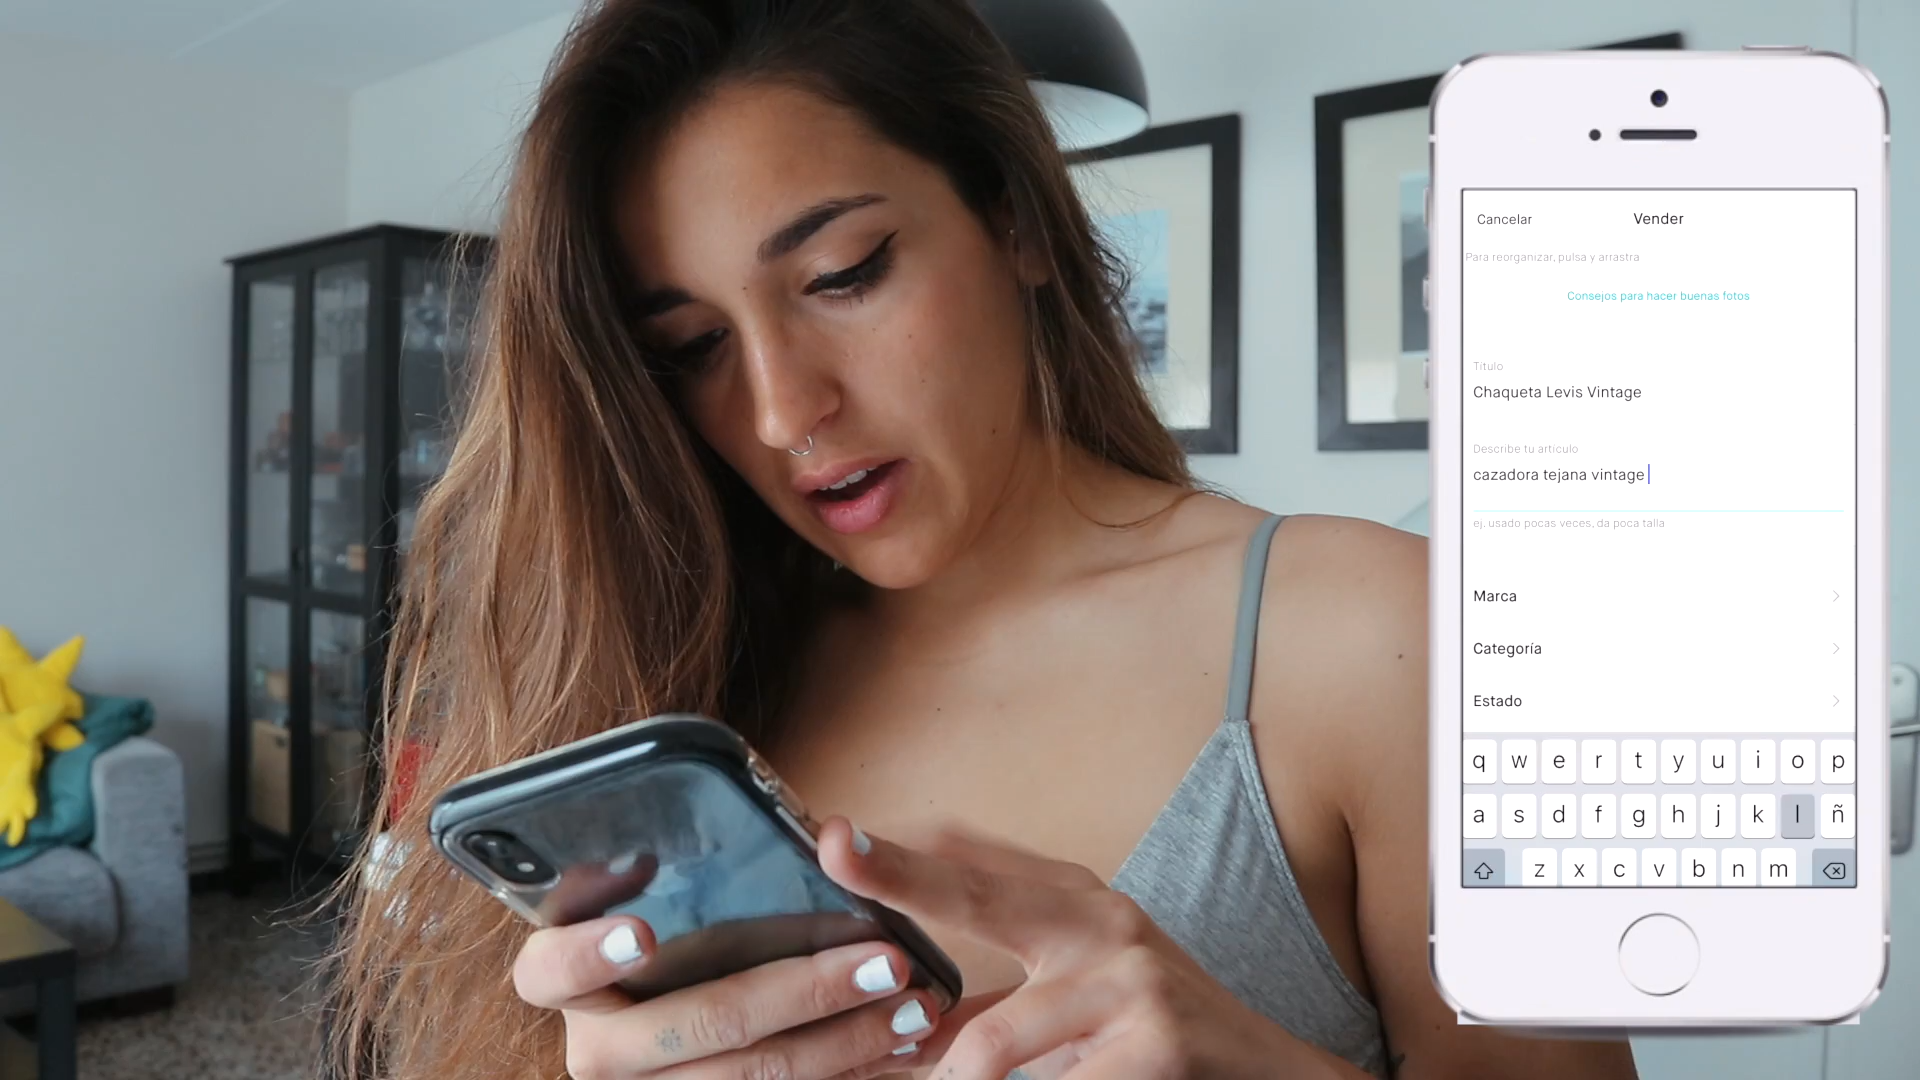 Cancelar
Vender
Para reorganizar, pulsa y arrastra
Consejos para hacer buenas fotos
Título
Chaqueta Levis Vintage
Describe tu artículo
cazadora tejana vintage
ej. usado pocas veces, da poca talla
Marca
Categoría
Estado
q w e r t y u i o p
a s d f g h j k l ñ
z x c v b n m